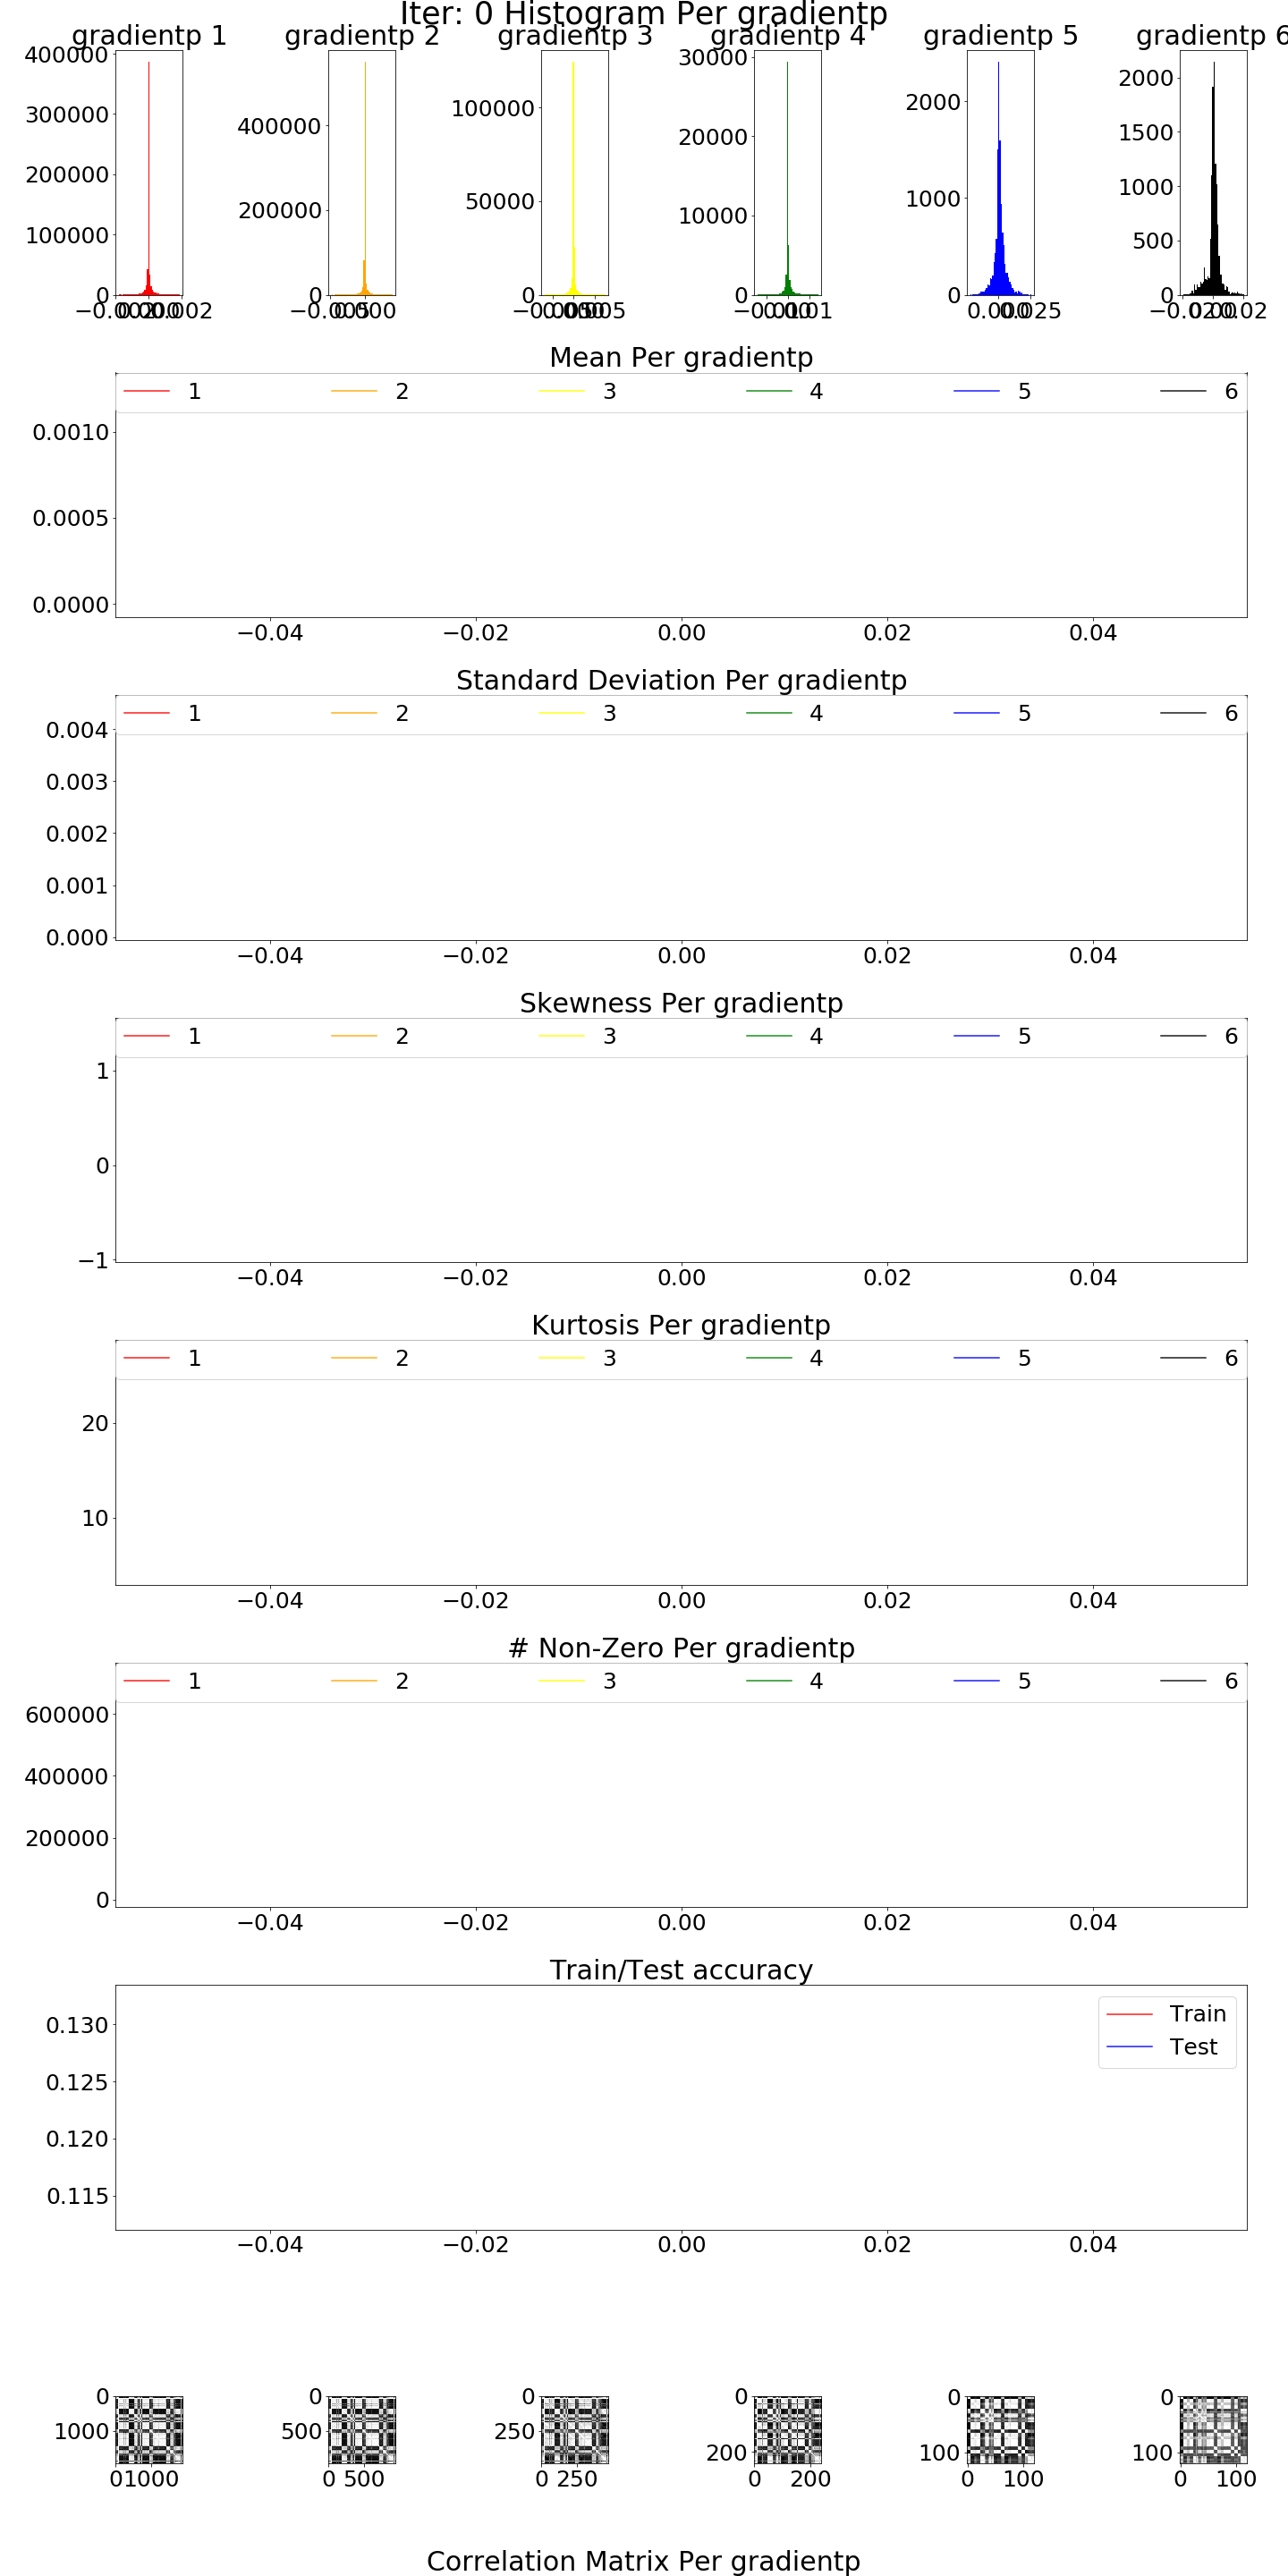 Iter: 0 Histogram Per gradientp
gradientp 1 gradientp 2 gradientp 3 gradientp 4 gradientp 5 gradientp 6
400000
300000
200000
100000
0
400000
200000
0
100000
50000
0
30000
20000
10000
0
2000
1000
0
2000
1500
1000
500
0
Mean Per gradientp
1 2 3 4 5 6
0.0010
0.0005
0.0000
−0.04 −0.02 0.00 0.02 0.04
Standard Deviation Per gradientp
1 2 3 4 5 6
0.004
0.003
0.002
0.001
0.000
−0.04 −0.02 0.00 0.02 0.04
Skewness Per gradientp
1 2 3 4 5 6
1
0
−1
−0.04 −0.02 0.00 0.02 0.04
Kurtosis Per gradientp
1 2 3 4 5 6
20
10
−0.04 −0.02 0.00 0.02 0.04
# Non-Zero Per gradientp
1 2 3 4 5 6
600000
400000
200000
0
−0.04 −0.02 0.00 0.02 0.04
Train/Test accuracy
Train
Test
0.130
0.125
0.120
0.115
−0.04 −0.02 0.00 0.02 0.04
0
1000
0 1000
0
500
0 500
0
250
0 250
0
200
0 200
0
100
0 100
0
100
0 100
Correlation Matrix Per gradientp